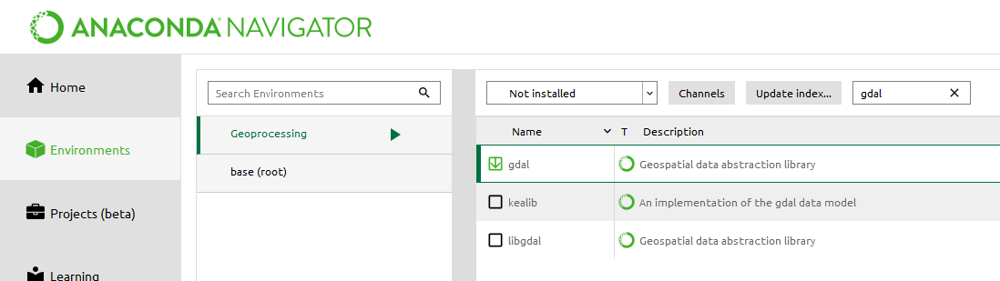 ANACONDA NAVIGATOR
Home
Environments
Projects (beta)
Learning
Search Environments
Geoprocessing
base (root)
Not installed Channels Update index... gdal
Name T Description
gdal Geospatial data abstraction library
kealib An implementation of the gdal data model
libgdal Geospatial data abstraction library